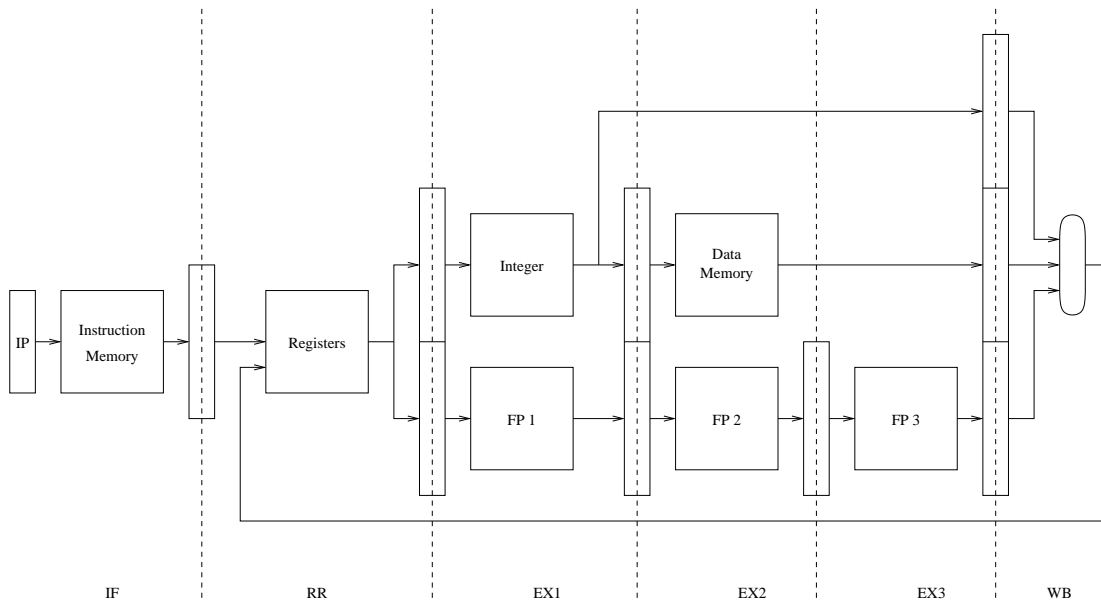 Integer
Data
Memory
IP
Instruction
Memory
Registers
FP 1
FP 2
FP 3
IF
RR
EX1
EX2
EX3
WB